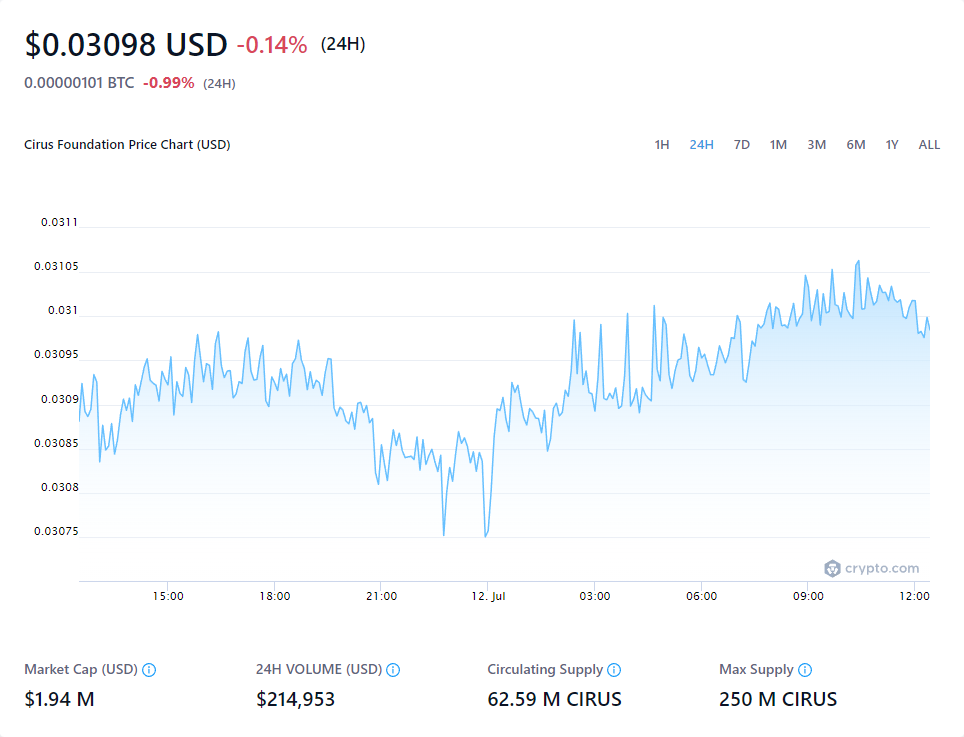 $0.03098 USD -0.14% (24H)
0.00000101 BTC -0.99% (24H)
Cirus Foundation Price Chart (USD) 1H 24H 7D 1M 3M 6M 1Y ALL
0.0311
0.03105
0.031
0.03095
0.0309
0.03085
0.0308
0.03075
crypto.com
15:00 18:00 21:00 12. Jul 03:00 06:00 09:00 12:00
Market Cap (USD) 24H VOLUME (USD) Circulating Supply Max Supply
$1.94 M $214,953 62.59 M CIRUS 250 M CIRUS